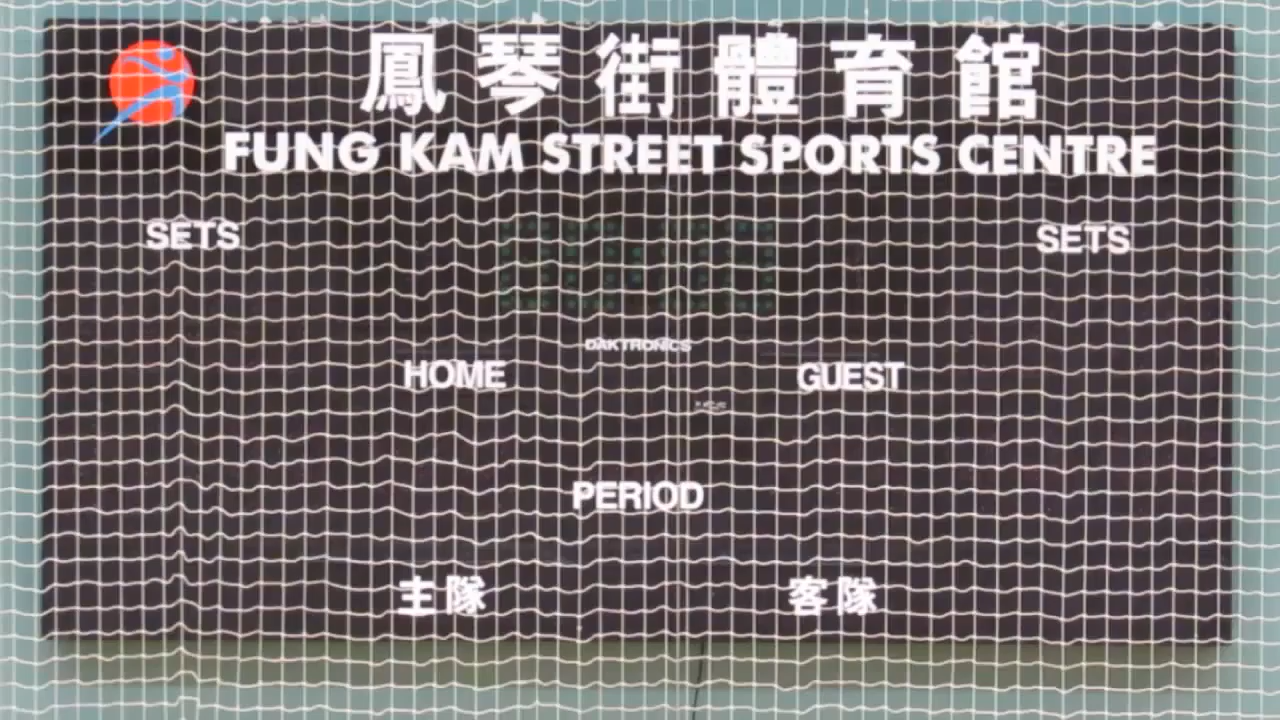 鳳琴街體育館
FUNG KAM STREET SPORTS CENTRE
SETS SETS
DAKTRONICS
HOME GUEST
PERIOD
主隊 客隊